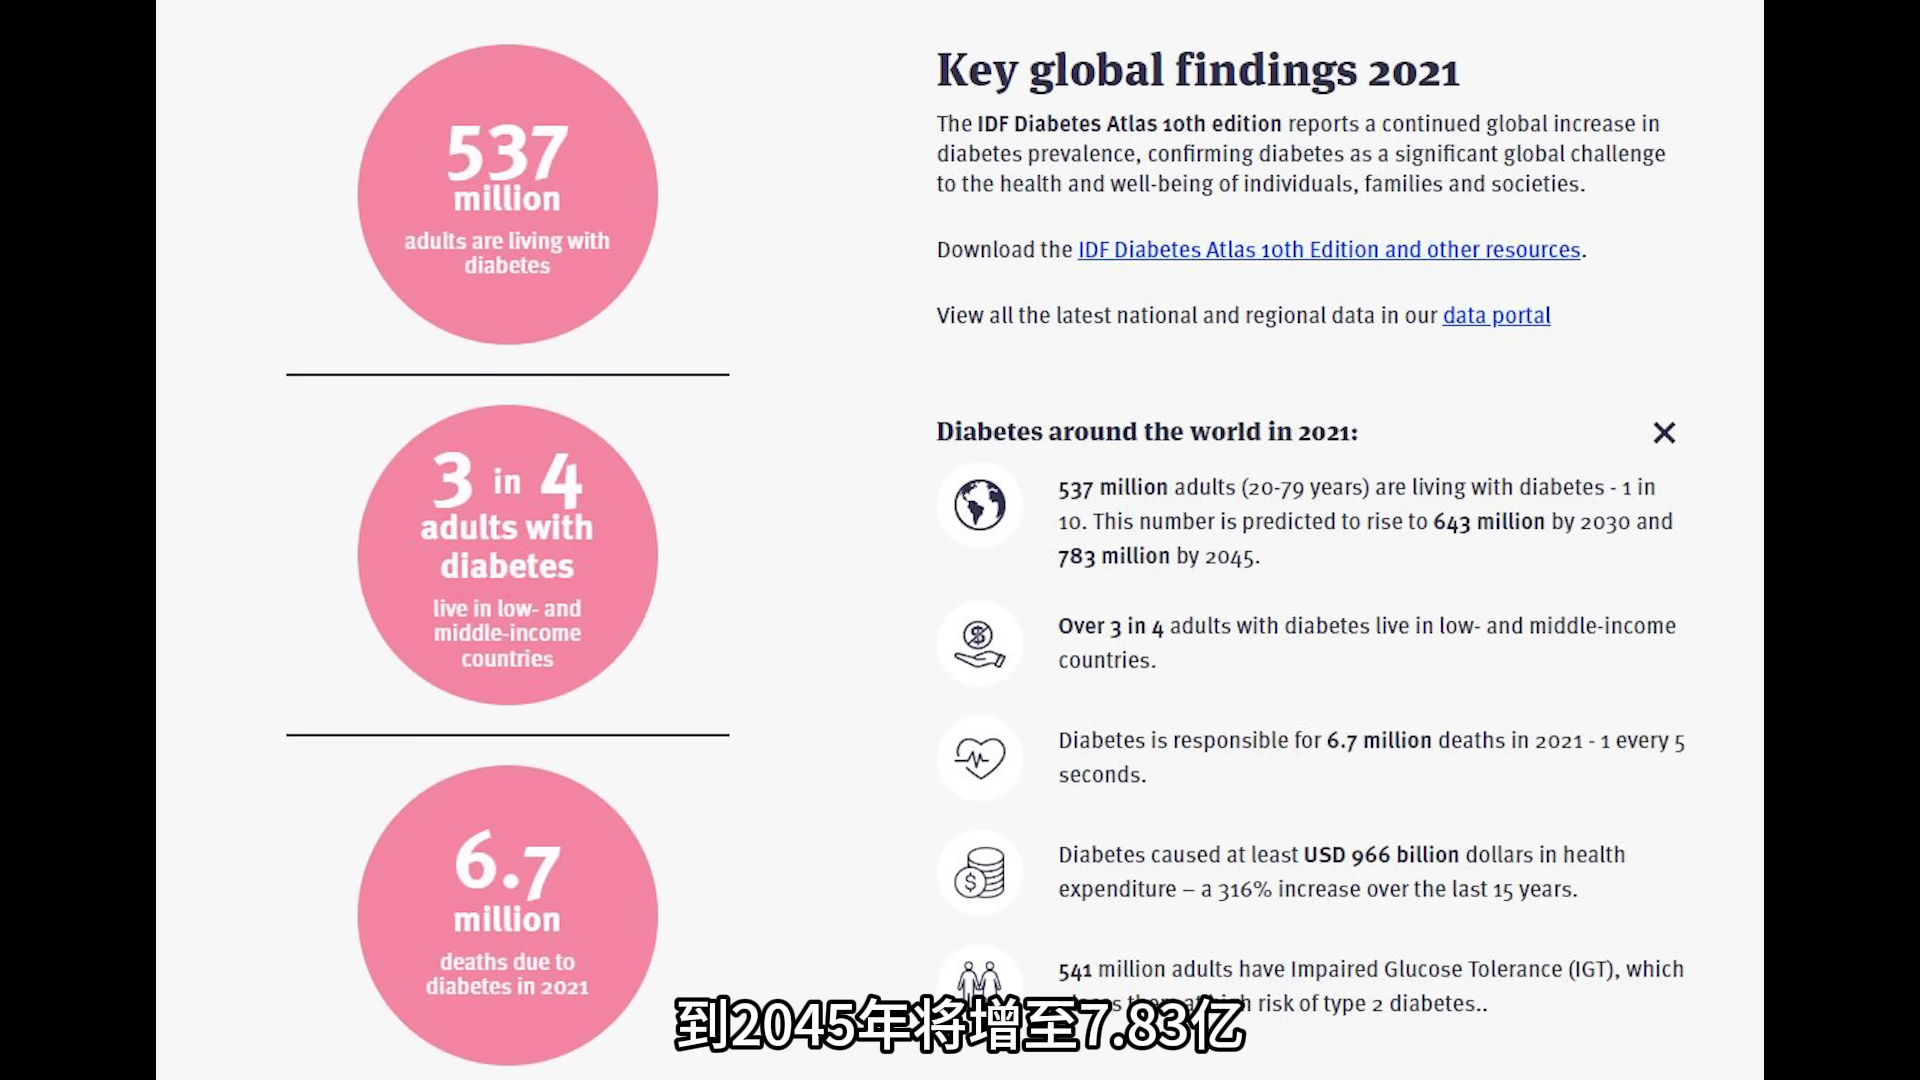 537
million
adults are living with
diabetes
3 in 4
adults with
diabetes
live in low- and
middle-income
countries
6.7
million
deaths due to
diabetes in 2021
Key global findings 2021
The IDF Diabetes Atlas 10th edition reports a continued global increase in
diabetes prevalence, confirming diabetes as a significant global challenge
to the health and well-being of individuals, families and societies.
Download the IDF Diabetes Atlas 10th Edition and other resources.
View all the latest national and regional data in our data portal
Diabetes around the world in 2021:
537 million adults (20-79 years) are living with diabetes - 1 in
10. This number is predicted to rise to 643 million by 2030 and
783 million by 2045.
Over 3 in 4 adults with diabetes live in low- and middle-income
countries.
Diabetes is responsible for 6.7 million deaths in 2021 - 1 every 5
seconds.
Diabetes caused at least USD 966 billion dollars in health
expenditure – a 316% increase over the last 15 years.
541 million adults have Impaired Glucose Tolerance (IGT), which
risk of type 2 diabetes..
到2045年将增至7.83亿